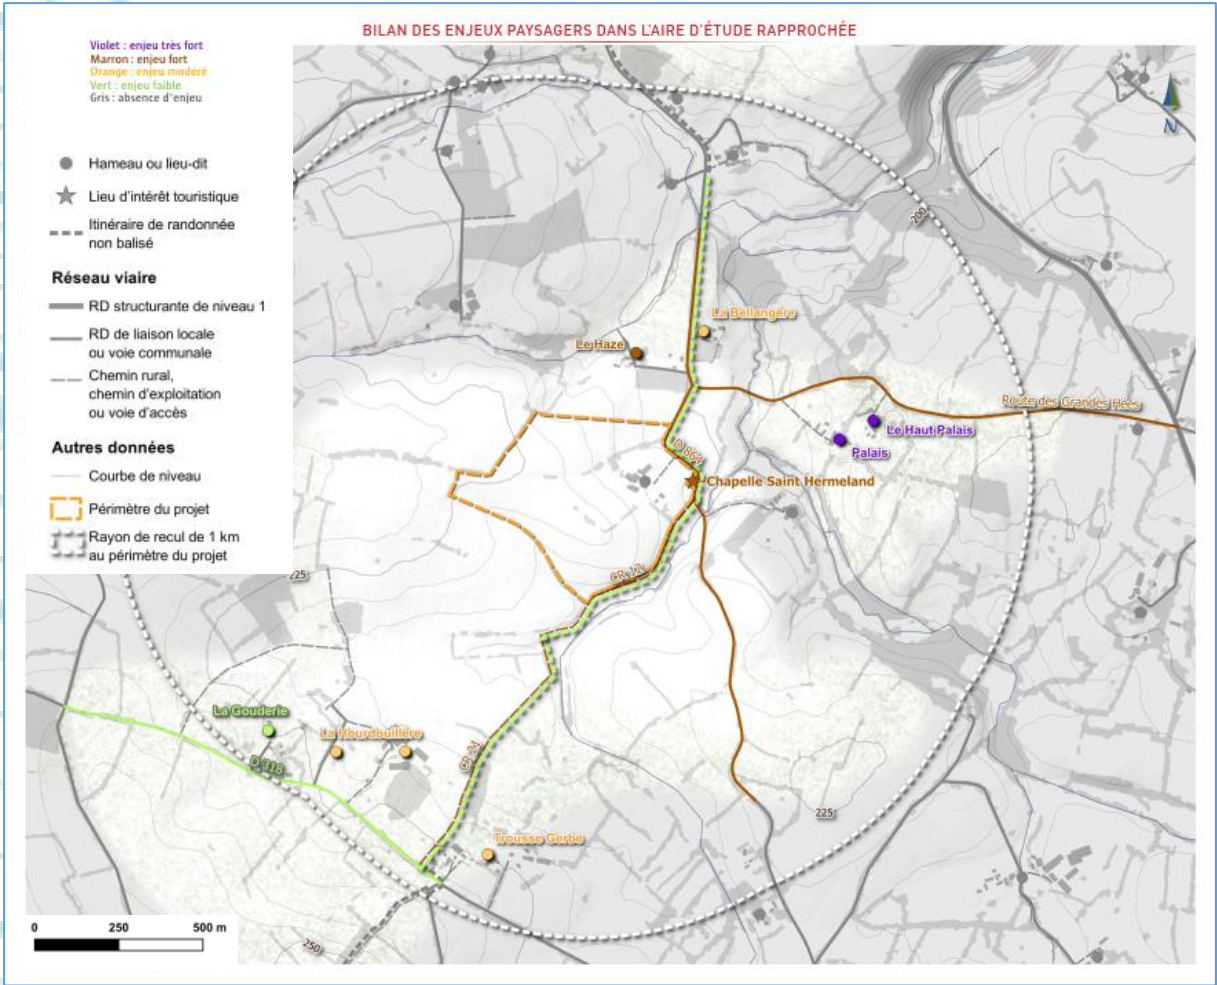 BILAN DES ENJEUX PAYSAGERS DANS L'AIRE D'ÉTUDE RAPPROCHÉE
Violet : enjeu très fort
Marron : enjeu fort
Orange : enjeu modéré
Vert : enjeu faible
Gris : absence d'enjeu
N
Hameau ou lieu-dit
Lieu d'intérêt touristique
Itinéraire de randonnée
non balisé
Réseau viaire
RD structurante de niveau 1
RD de liaison locale
ou voie communale
Chemin rural,
chemin d'exploitation
ou voie d'accès
Autres données
Courbe de niveau
Périmètre du projet
Rayon de recul de 1 km
au périmètre du projet
200
La Bellangère
Le Haze
Route des Grandes Hées
Le Haut Palais
Palais
Chapelle Saint Hermeland
CR 12
225
La Gouderie
La Hourdouillère
D 318
CR 21
225
Trousse Gerbe
250
0 250 500 m